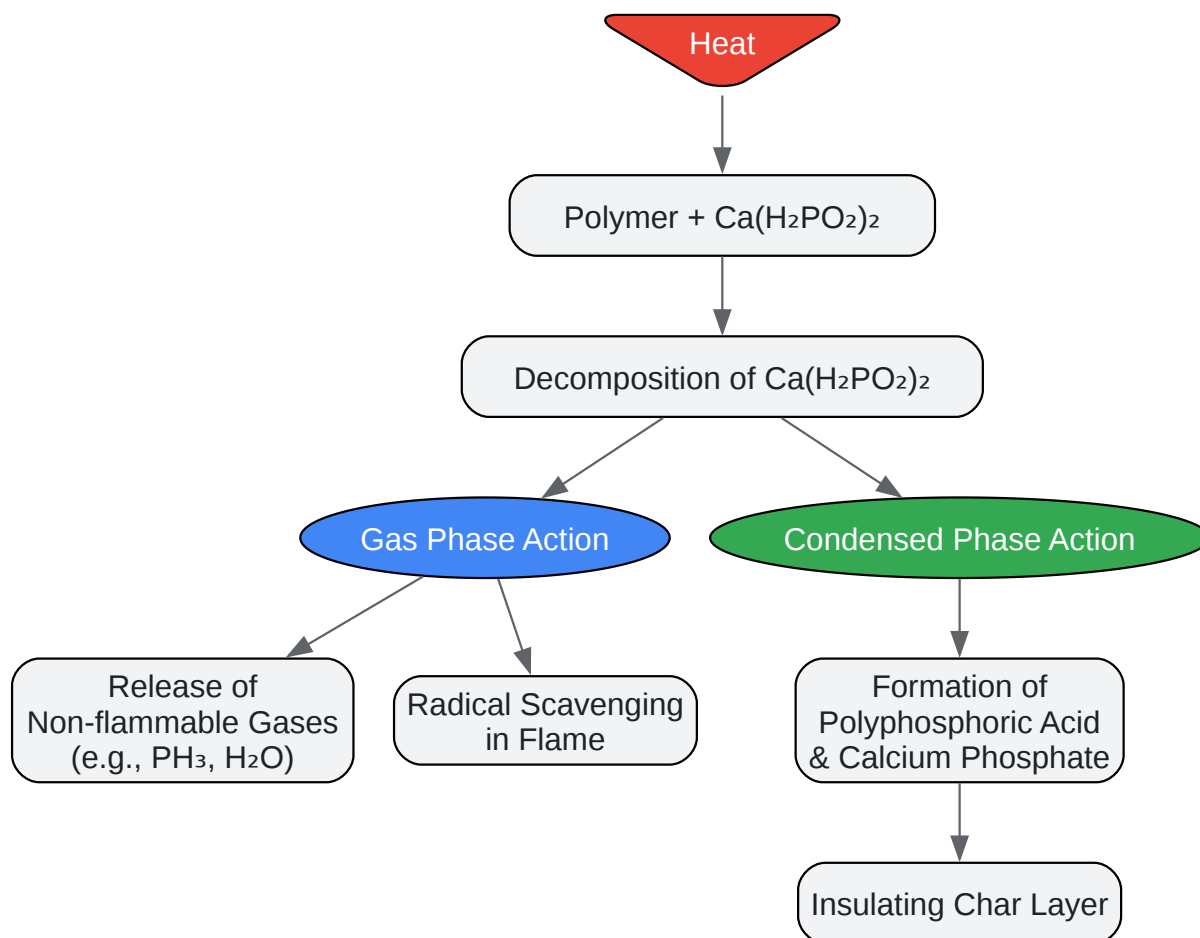 Heat
Polymer + Ca(H₂PO₂)₂
Decomposition of Ca(H₂PO₂)₂
Gas Phase Action
Condensed Phase Action
Release of
Non-flammable Gases
(e.g., PH₃, H₂O)
Radical Scavenging
in Flame
Formation of
Polyphosphoric Acid
& Calcium Phosphate
Insulating Char Layer